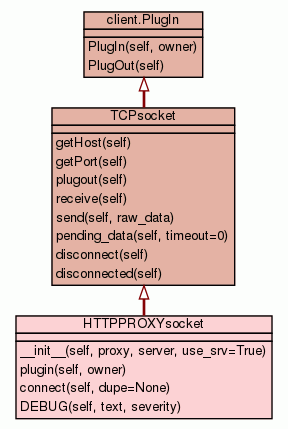 client.PlugIn
PlugIn(self, owner)
PlugOut(self)
TCPsocket
getHost(self)
getPort(self)
plugout(self)
receive(self)
send(self, raw_data)
pending_data(self, timeout=0)
disconnect(self)
disconnected(self)
HTTPPROXYsocket
__init__(self, proxy, server, use_srv=True)
plugin(self, owner)
connect(self, dupe=None)
DEBUG(self, text, severity)